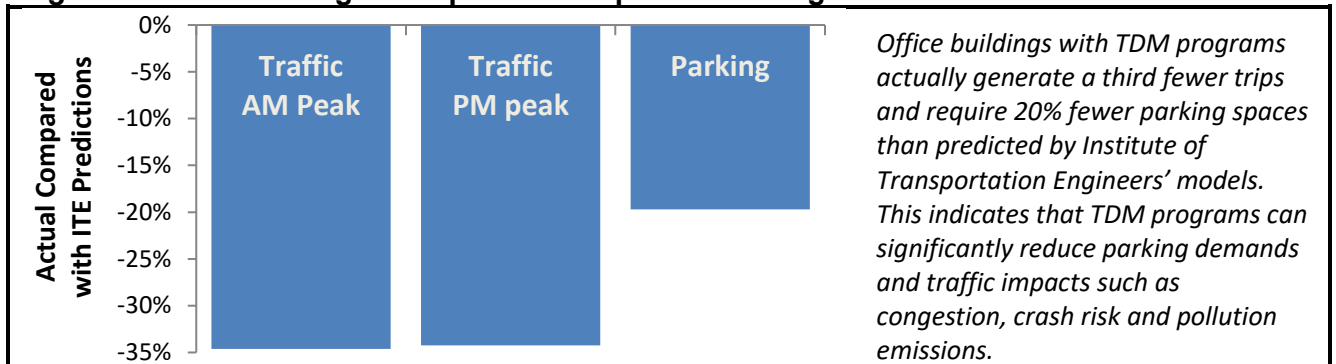 0%
-5%
-10%
-15%
-20%
-25%
-30%
-35%
Actual Compared
with ITE Predictions
Traffic
AM Peak
Traffic
PM peak
Parking
Office buildings with TDM programs
actually generate a third fewer trips
and require 20% fewer parking spaces
than predicted by Institute of
Transportation Engineers’ models.
This indicates that TDM programs can
significantly reduce parking demands
and traffic impacts such as
congestion, crash risk and pollution
emissions.